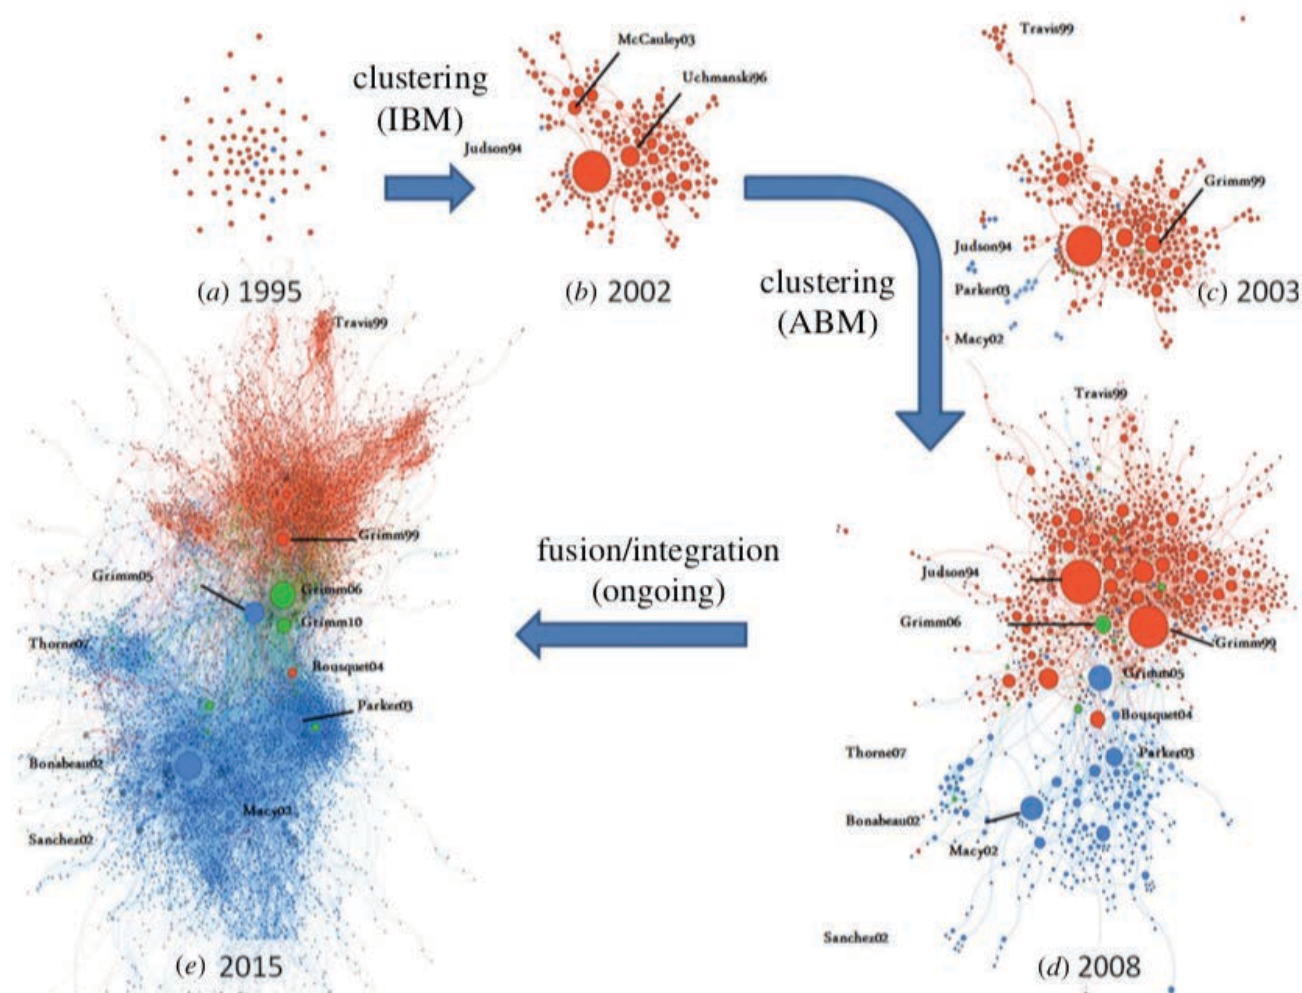 clustering
(IBM)
(a) 1995
McCauley03
Uchmanski96
Judson94
(b) 2002
clustering
(ABM)
Travis99
Grimm99
Judson94
Parker03
Macy02
(c) 2003
Travis99
Judson94
Grimm06
Grimm99
Grimm05
Bousquet04
Thorne07
Parker03
Bonabeau02
Macy02
Sanchez02
(d) 2008
fusion/integration
(ongoing)
Travis99
Grimm99
Grimm05
Grimm06
Grimm10
Thorne07
Bousquet04
Parker03
Bonabeau02
Macy02
Sanchez02
(e) 2015